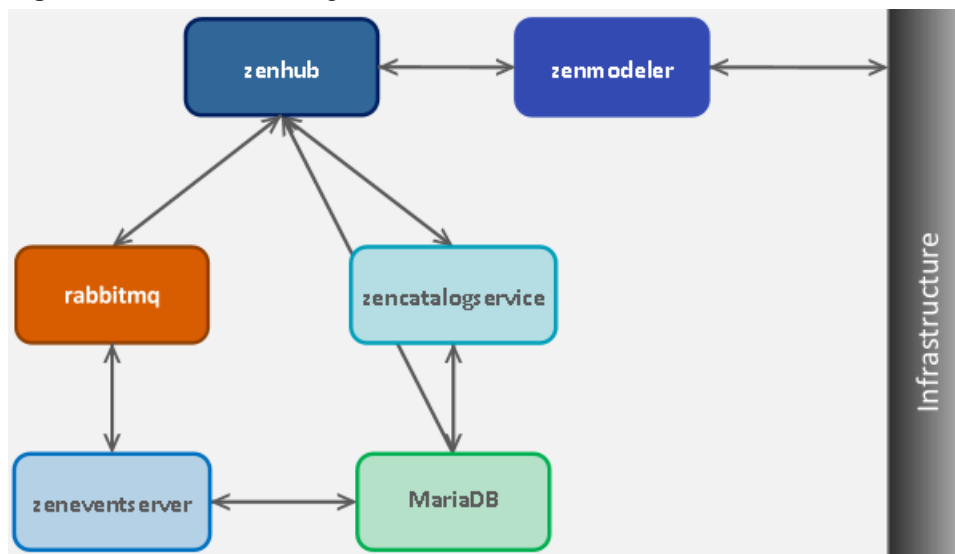 zenhub
zenmodeler
rabbitmq
zencatalogservice
Infrastructure
zeneventserver
MariaDB